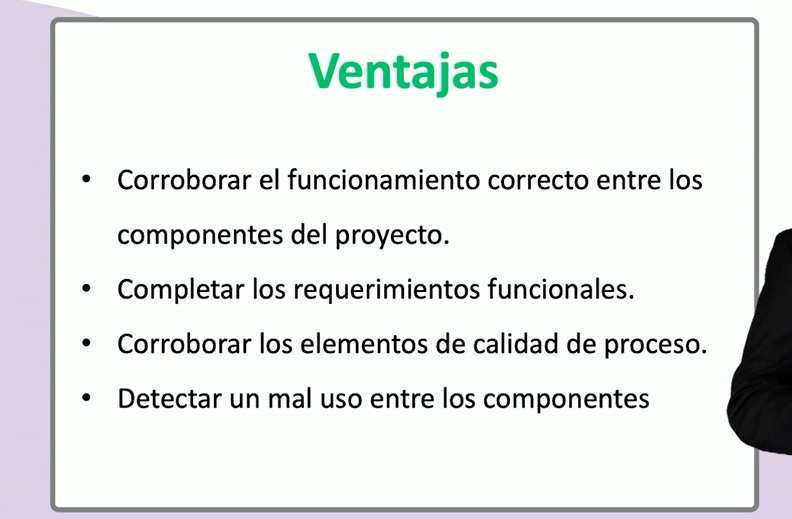 Ventajas
• Corroborar el funcionamiento correcto entre los
componentes del proyecto.
• Completar los requerimientos funcionales.
• Corroborar los elementos de calidad de proceso.
• Detectar un mal uso entre los componentes